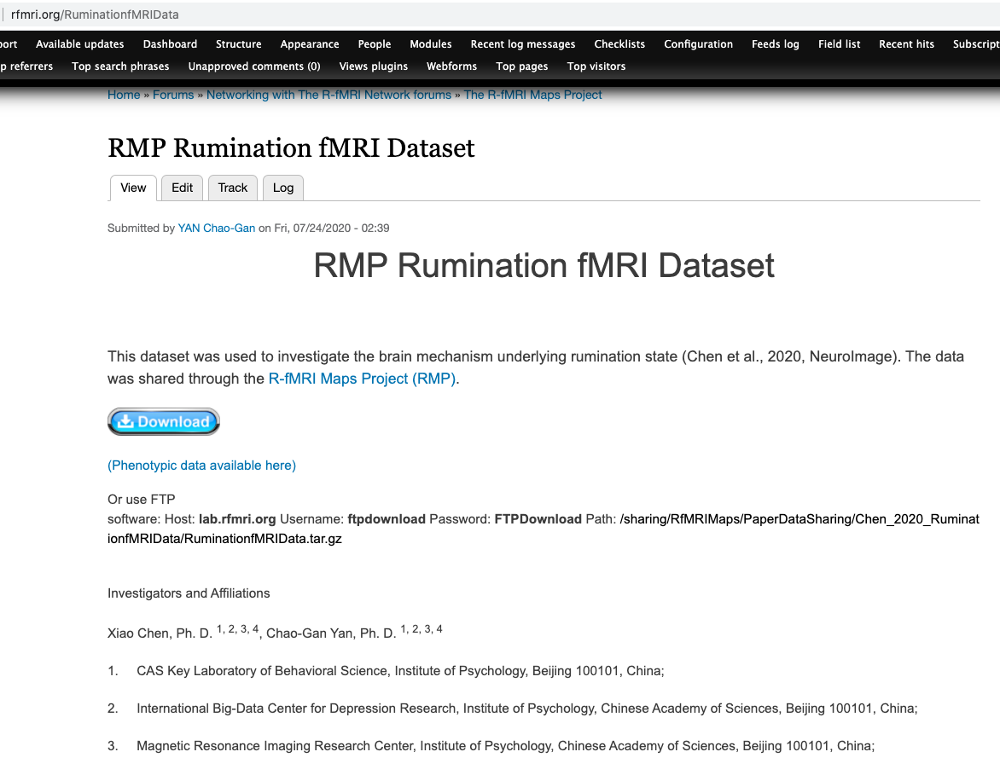 rfmri.org/RuminationfMRIData
ort Available updates Dashboard Structure Appearance People Modules Recent log messages Checklists Configuration Feeds log Field list Recent hits Subscript
p referrers Top search phrases Unapproved comments (0) Views plugins Webforms Top pages Top visitors
Home » Forums » Networking with The R-fMRI Network forums » The R-fMRI Maps Project
RMP Rumination fMRI Dataset
View Edit Track Log
Submitted by YAN Chao-Gan on Fri, 07/24/2020 - 02:39
RMP Rumination fMRI Dataset
This dataset was used to investigate the brain mechanism underlying rumination state (Chen et al., 2020, NeuroImage). The data
was shared through the R-fMRI Maps Project (RMP).
Download
(Phenotypic data available here)
Or use FTP
software: Host: lab.rfmri.org Username: ftpdownload Password: FTPDownload Path: /sharing/RfMRIMaps/PaperDataSharing/Chen_2020_Ruminat
ionfMRIData/RuminationfMRIData.tar.gz
Investigators and Affiliations
Xiao Chen, Ph. D. 1, 2, 3, 4, Chao-Gan Yan, Ph. D. 1, 2, 3, 4
1. CAS Key Laboratory of Behavioral Science, Institute of Psychology, Beijing 100101, China;
2. International Big-Data Center for Depression Research, Institute of Psychology, Chinese Academy of Sciences, Beijing 100101, China;
3. Magnetic Resonance Imaging Research Center, Institute of Psychology, Chinese Academy of Sciences, Beijing 100101, China;